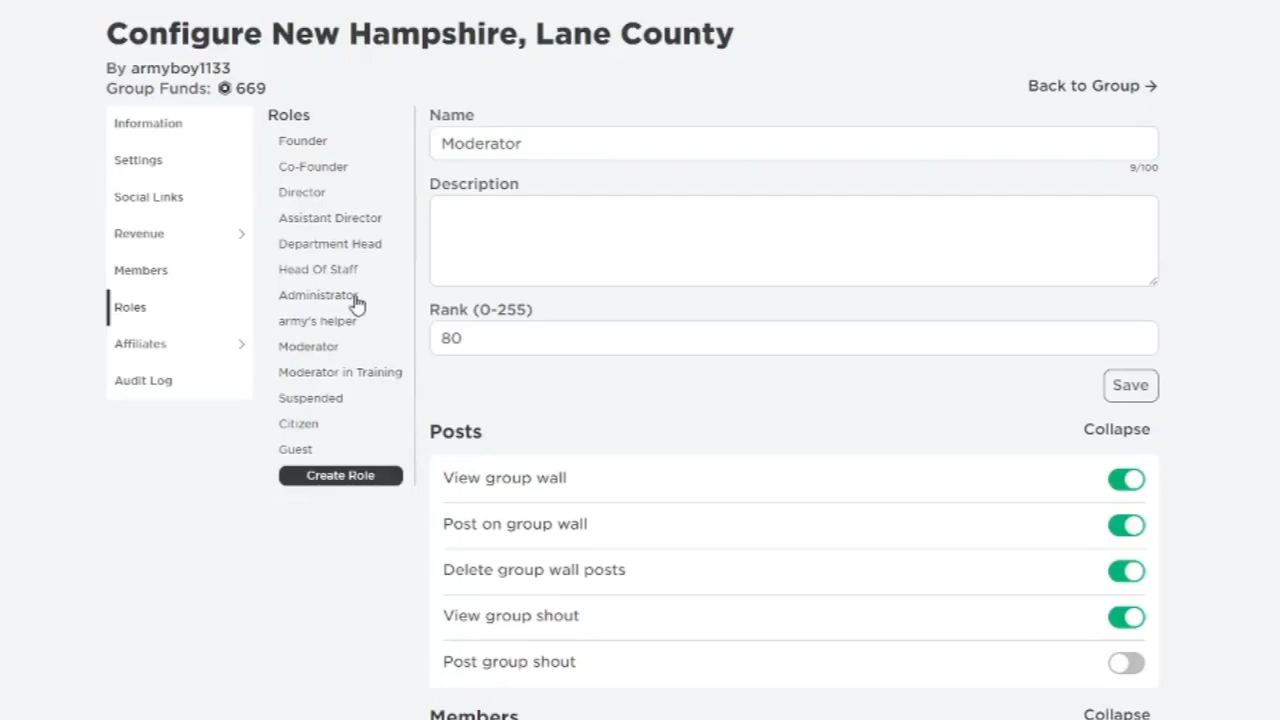 Configure New Hampshire, Lane County
By armyboy1133
Group Funds: 669
Back to Group →
Information
Settings
Social Links
Revenue
Members
Roles
Affiliates
Audit Log
Roles
Founder
Co-Founder
Director
Assistant Director
Department Head
Head Of Staff
Administrator
army's helper
Moderator
Moderator in Training
Suspended
Citizen
Guest
Create Role
Name
Moderator
9/100
Description
Rank (0-255)
80
Save
Posts
Collapse
View group wall
Post on group wall
Delete group wall posts
View group shout
Post group shout
Members
Collapse